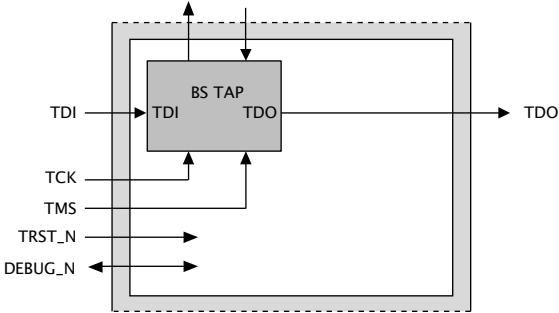 BS TAP
TDI TDI TDO TDO
TCK
TMS
TRST_N
DEBUG_N